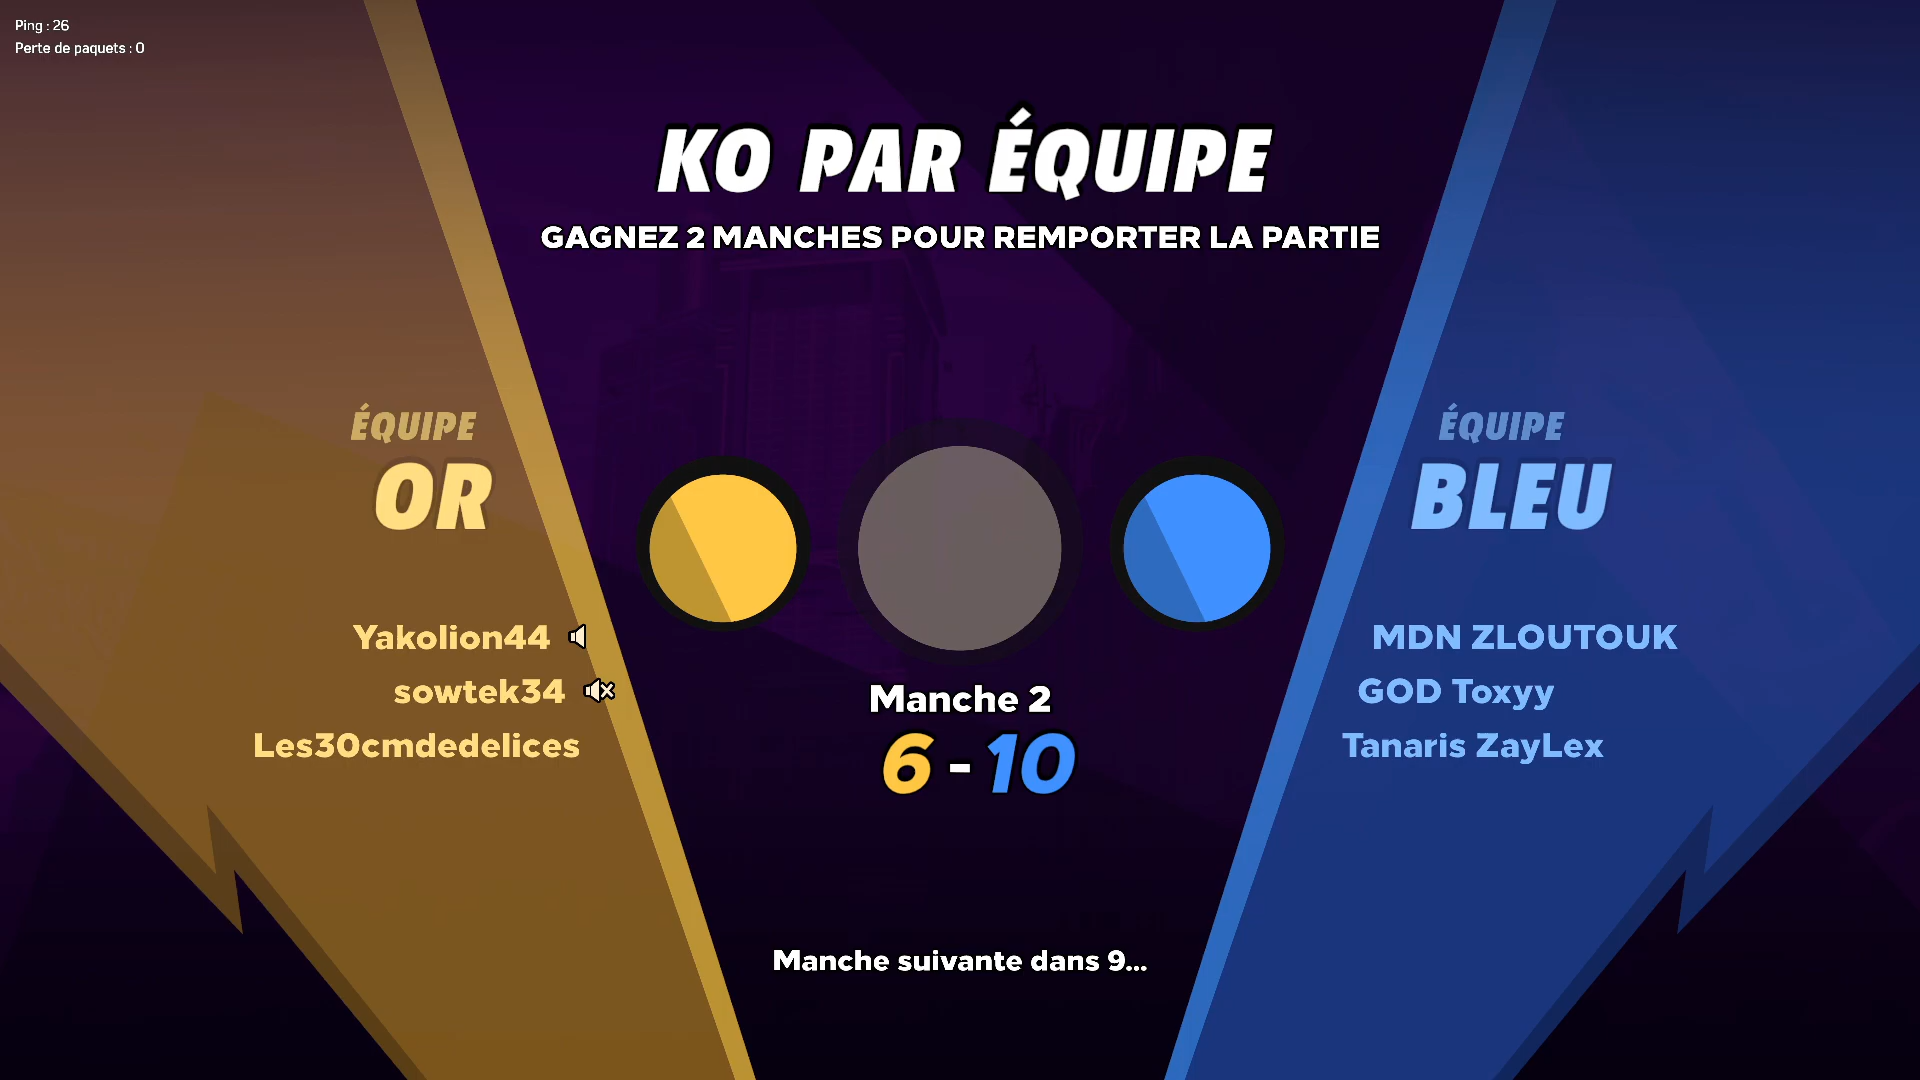 Ping : 26
Perte de paquets : 0
KO PAR ÉQUIPE
GAGNEZ 2 MANCHES POUR REMPORTER LA PARTIE
ÉQUIPE
OR
Yakolion44
sowtek34
Les30cmdedelices
Manche 2
6 - 10
ÉQUIPE
BLEU
MDN ZLOUTOUK
GOD Toxyy
Tanaris ZayLex
Manche suivante dans 9...